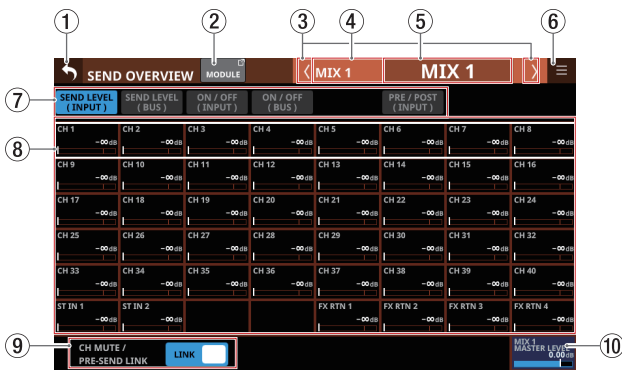 ① ② ③ ④ ⑤ ⑥
SEND OVERVIEW MODULE 〈 MIX 1 MIX 1 〉 ≡
⑦ SEND LEVEL (INPUT) SEND LEVEL (BUS) ON / OFF (INPUT) ON / OFF (BUS) PRE / POST (INPUT)
⑧
CH 1 CH 2 CH 3 CH 4 CH 5 CH 6 CH 7 CH 8
-∞dB -∞dB -∞dB -∞dB -∞dB -∞dB -∞dB -∞dB
CH 9 CH 10 CH 11 CH 12 CH 13 CH 14 CH 15 CH 16
-∞dB -∞dB -∞dB -∞dB -∞dB -∞dB -∞dB -∞dB
CH 17 CH 18 CH 19 CH 20 CH 21 CH 22 CH 23 CH 24
-∞dB -∞dB -∞dB -∞dB -∞dB -∞dB -∞dB -∞dB
CH 25 CH 26 CH 27 CH 28 CH 29 CH 30 CH 31 CH 32
-∞dB -∞dB -∞dB -∞dB -∞dB -∞dB -∞dB -∞dB
CH 33 CH 34 CH 35 CH 36 CH 37 CH 38 CH 39 CH 40
-∞dB -∞dB -∞dB -∞dB -∞dB -∞dB -∞dB -∞dB
ST IN 1 ST IN 2 FX RTN 1 FX RTN 2 FX RTN 3 FX RTN 4
-∞dB -∞dB -∞dB -∞dB -∞dB -∞dB
⑨ CH MUTE /
PRE-SEND LINK LINK
MIX 1
MASTER LEVEL ⑩
0.00dB